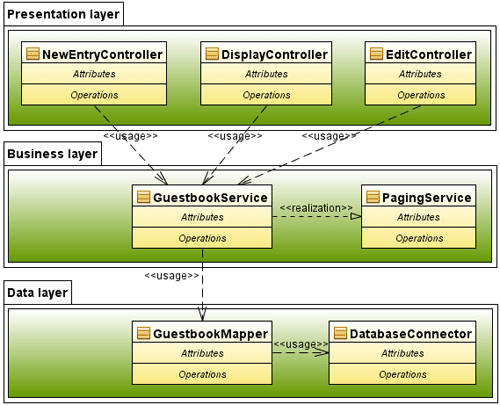 Presentation layer
NewEntryController DisplayController EditController
Attributes Attributes Attributes
Operations Operations Operations
<<usage>> <<usage>> <<usage>>
Business layer
GuestbookService PagingService
<<realization>>
Attributes Attributes
Operations Operations
<<usage>>
Data layer
GuestbookMapper DatabaseConnector
<<usage>>
Attributes Attributes
Operations Operations